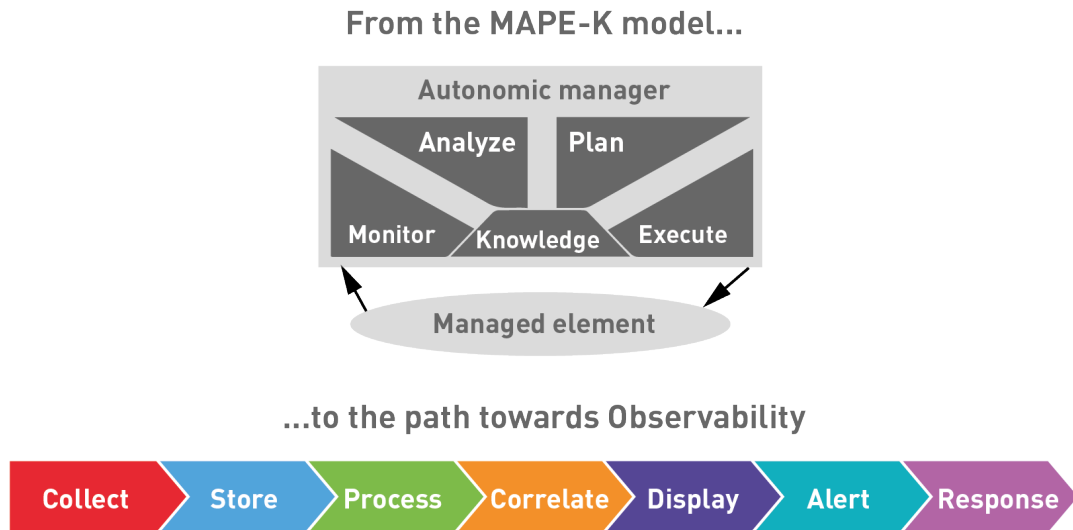 From the MAPE-K model...
Autonomic manager
Analyze
Plan
Monitor
Knowledge
Execute
Managed element
...to the path towards Observability
Collect
Store
Process
Correlate
Display
Alert
Response